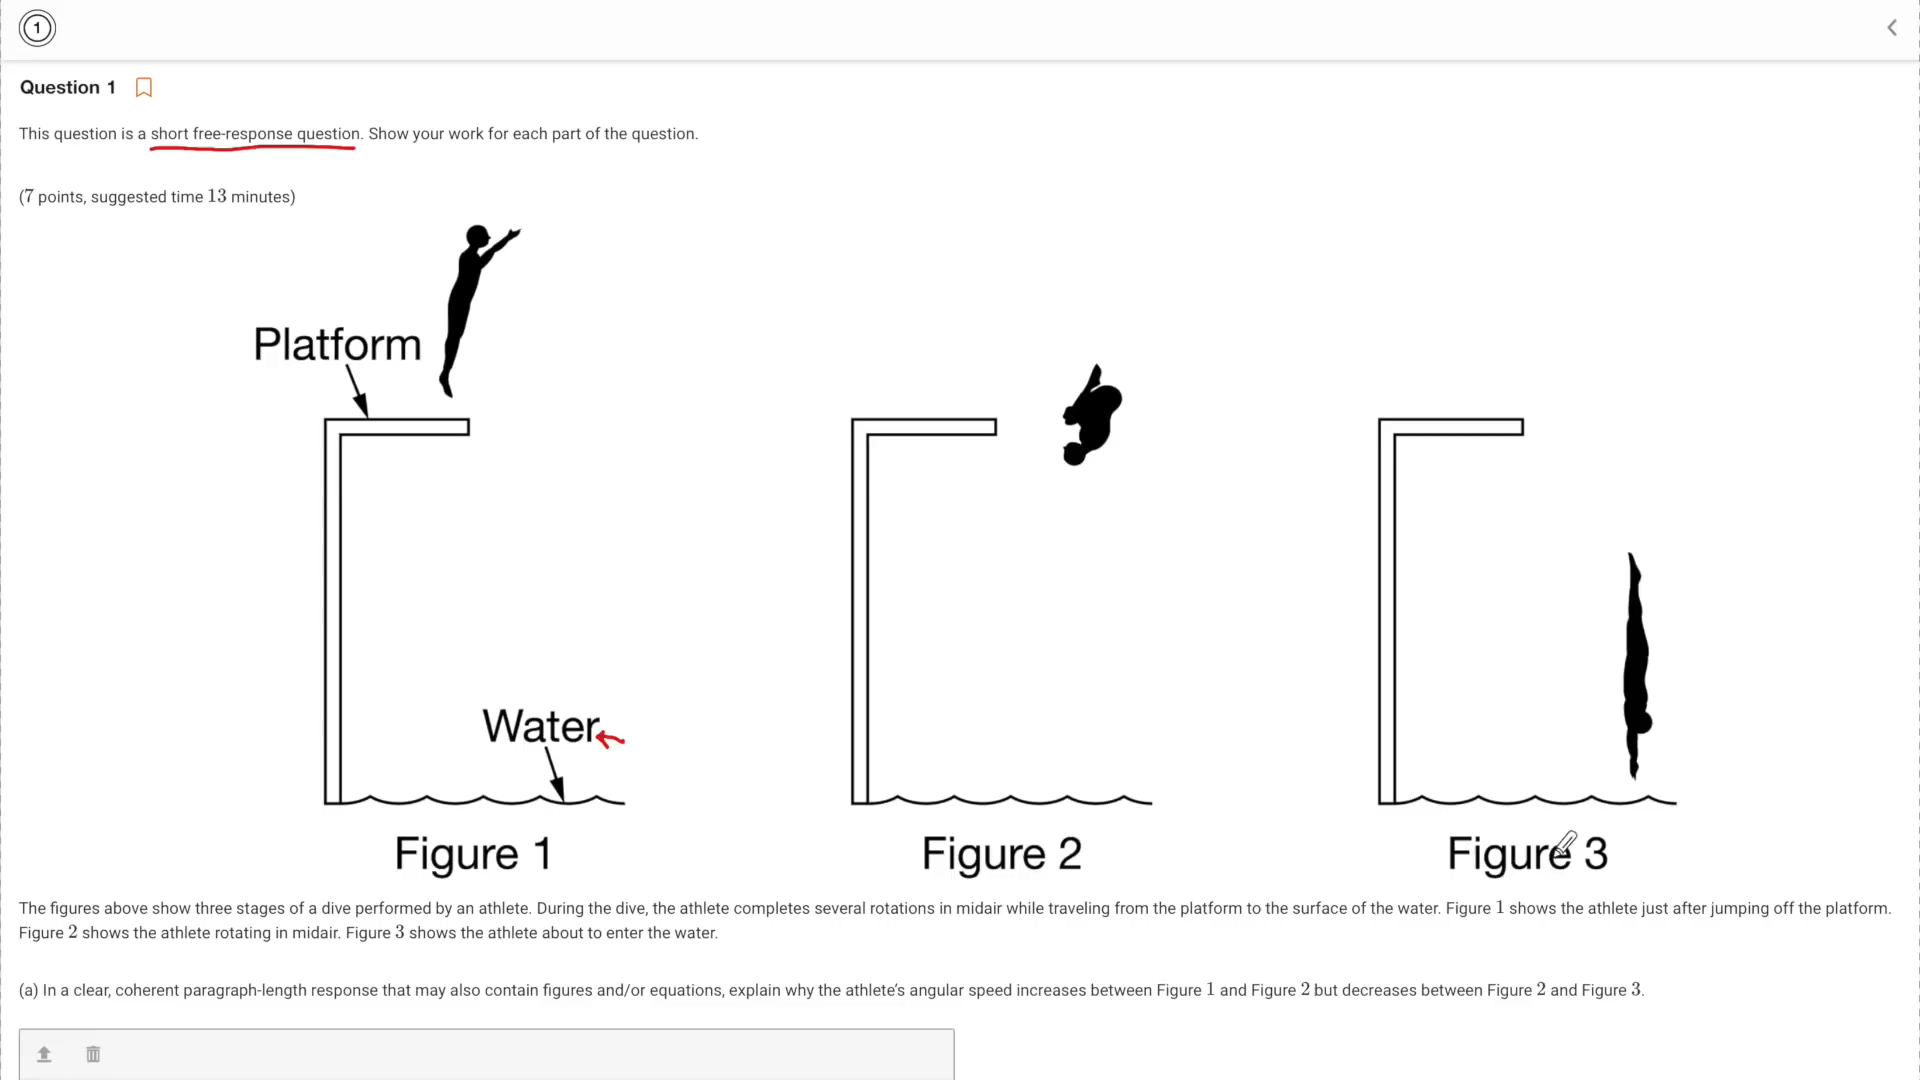 1
Question 1
This question is a short free-response question. Show your work for each part of the question.
(7 points, suggested time 13 minutes)
Platform
Water
Figure 1
Figure 2
Figure 3
The figures above show three stages of a dive performed by an athlete. During the dive, the athlete completes several rotations in midair while traveling from the platform to the surface of the water. Figure 1 shows the athlete just after jumping off the platform.
Figure 2 shows the athlete rotating in midair. Figure 3 shows the athlete about to enter the water.
(a) In a clear, coherent paragraph-length response that may also contain figures and/or equations, explain why the athlete’s angular speed increases between Figure 1 and Figure 2 but decreases between Figure 2 and Figure 3.